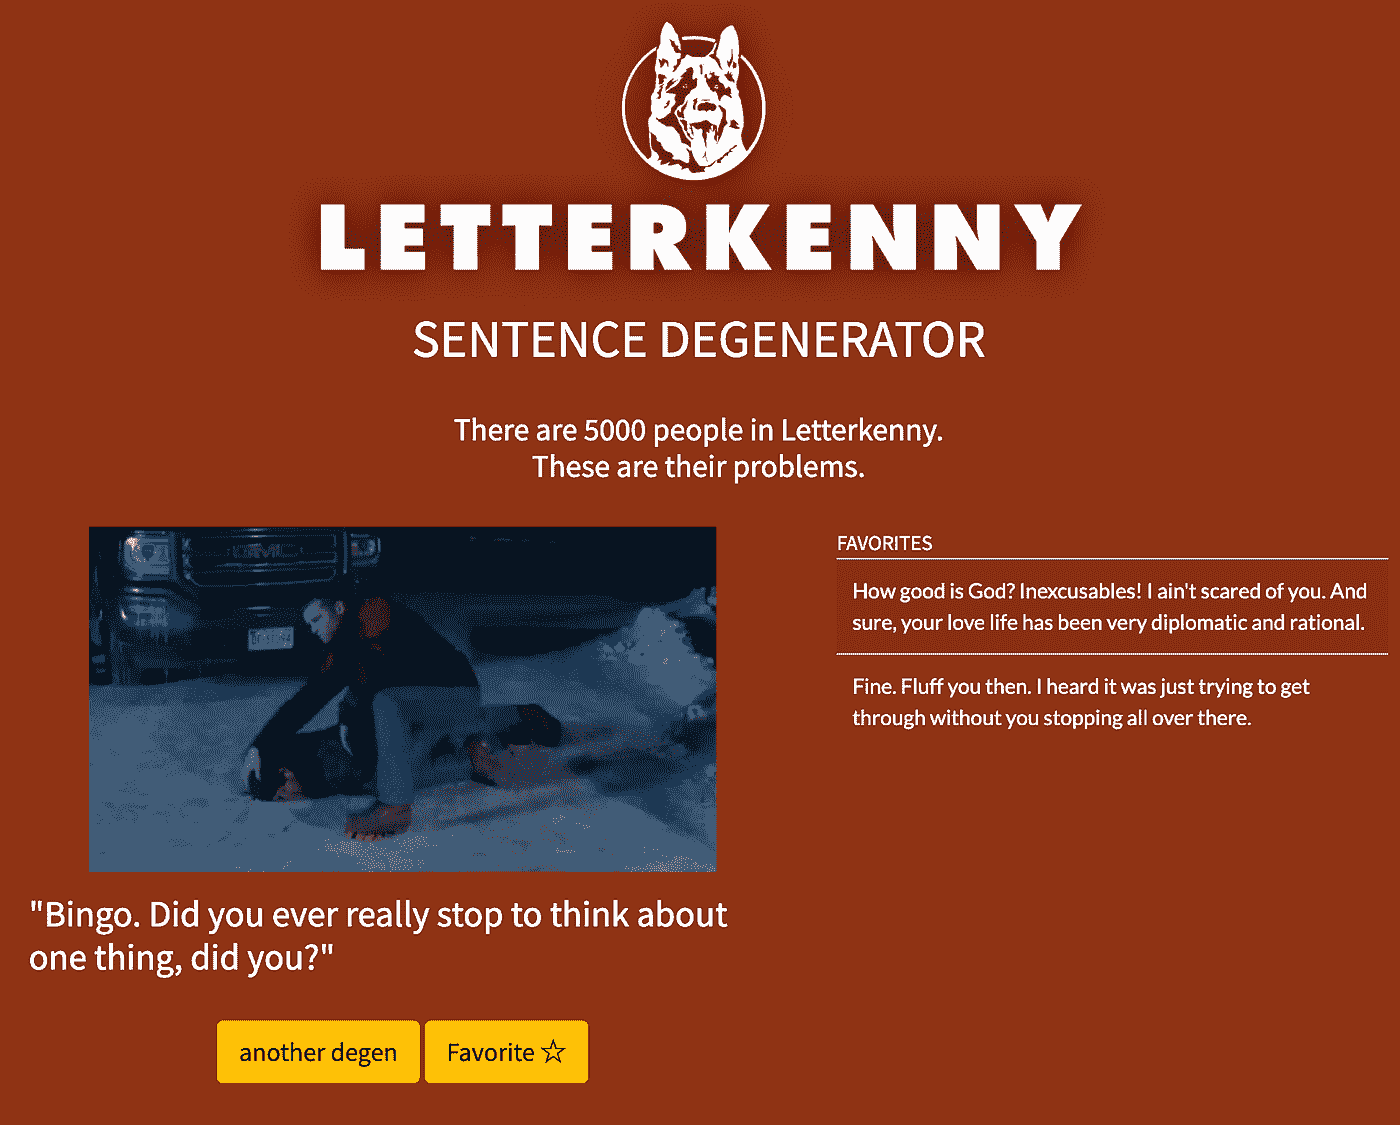 LETTERKENNY
SENTENCE DEGENERATOR
There are 5000 people in Letterkenny.
These are their problems.
GMC
"Bingo. Did you ever really stop to think about
one thing, did you?"
another degen
Favorite ☆
FAVORITES
How good is God? Inexcusables! I ain't scared of you. And
sure, your love life has been very diplomatic and rational.
Fine. Fluff you then. I heard it was just trying to get
through without you stopping all over there.